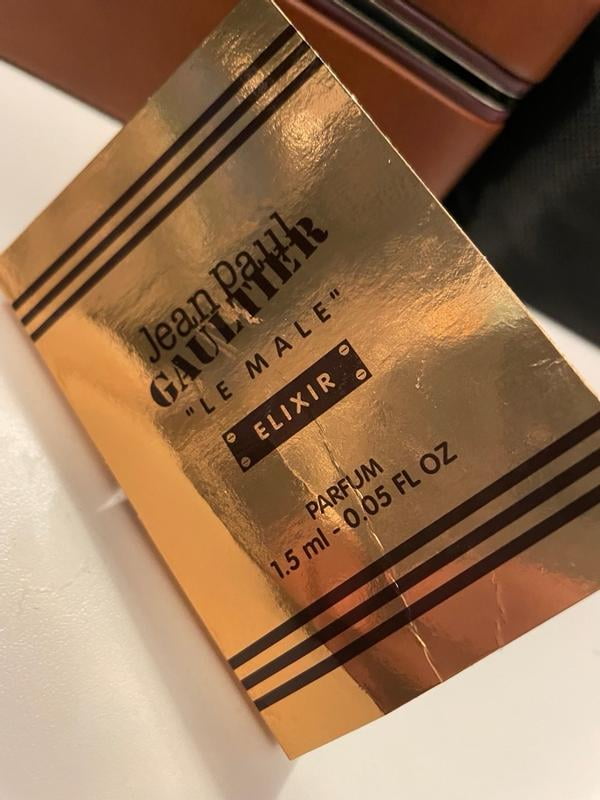 Jean Paul
GAULTIER
"LE MALE"
ELIXIR
PARFUM
1.5 ml - 0.05 FL OZ